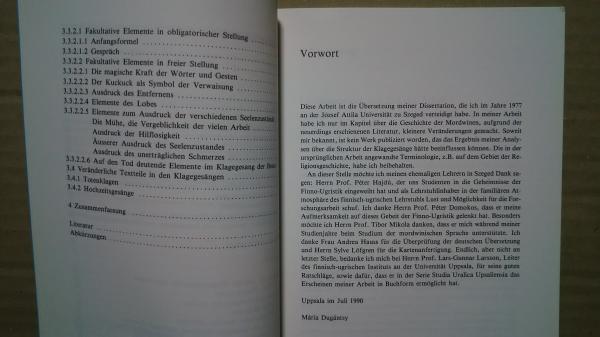 3.3.2.1 Fakultative Elemente in obligatorischer Stellung
3.3.2.1.1 Anfangsformel
3.3.2.1.2 Gespräch
3.3.2.2 Fakultative Elemente in freier Stellung
3.3.2.2.1 Die magische Kraft der Wörter und Gesten
3.3.2.2.2 Der Kuckuck als Symbol der Verwaisung
3.3.2.2.3 Ausdruck des Entfernens
3.3.2.2.4 Elemente des Lobes
3.3.2.2.5 Elemente zum Ausdruck der verschiedenen Seelenzustände
Die Mühe, die Vergeblichkeit der vielen Arbeit
Ausdruck der Hilflosigkeit
Äusserer Ausdruck des Seelenzustandes
Ausdruck des unerträglichen Schmerzes
3.3.2.2.6 Auf den Tod deutende Elemente im Klagegesang der Braut
3.4 Veränderliche Textteile in den Klagegesängen
3.4.1 Totenklagen
3.4.2 Hochzeitsgesänge
4 Zusammenfassung
Literatur
Abkürzungen
Vorwort
Diese Arbeit ist die Übersetzung meiner Dissertation, die ich im Jahre 1977
an der József Attila Universität zu Szeged verteidigt habe. In meiner Arbeit
habe ich nur im Kapitel über die Geschichte der Mordwinen, aufgrund der
neuerdings erschienenen Literatur, kleinere Veränderungen gemacht. Soweit
mir bekannt, ist kein Werk publiziert worden, das das Ergebnis meiner Analy-
sen über die Struktur der Klagegesänge hätte beeinflussen können. Die in der
ursprünglichen Arbeit angewandte Terminologie, z.B. auf dem Gebiet der Re-
ligionsgeschichte, habe ich beibehalten.
An dieser Stelle möchte ich meinen ehemaligen Lehrern in Szeged Dank sa-
gen: Herrn Prof. Péter Hajdú, der uns Studenten in die Geheimnisse der
Finno-Ugristik eingeweiht hat und als Lehrstuhlinhaber in der familiären At-
mosphäre des finnisch-ugrischen Lehrstuhls Lust und Möglichkeit für die For-
schungsarbeit schuf. Ich danke Herrn Prof. Péter Domokos, dass er meine
Aufmerksamkeit auf dieses Gebiet der Finno-Ugristik gelenkt hat. Besonders
möchte ich Herrn Prof. Tibor Mikola danken, dass er mich während meiner
Studienjahre beim Studium der mordwinischen Sprache unterstützte. Ich
danke Frau Andrea Hauss für die Überprüfung der deutschen Übersetzung
und Herrn Sylve Löfgren für die Kartenanfertigung. Endlich, aber nicht an
letzter Stelle, bedanke ich mich bei Herrn Prof. Lars-Gunnar Larsson, Leiter
des finnisch-ugrischen Instituts an der Universität Uppsala, für seine guten
Ratschläge, sowie dafür, dass er in der Serie Studia Uralica Upsaliensia das
Erscheinen meiner Arbeit in Buchform ermöglicht hat.
Uppsala im Juli 1990
Mária Dugántsy